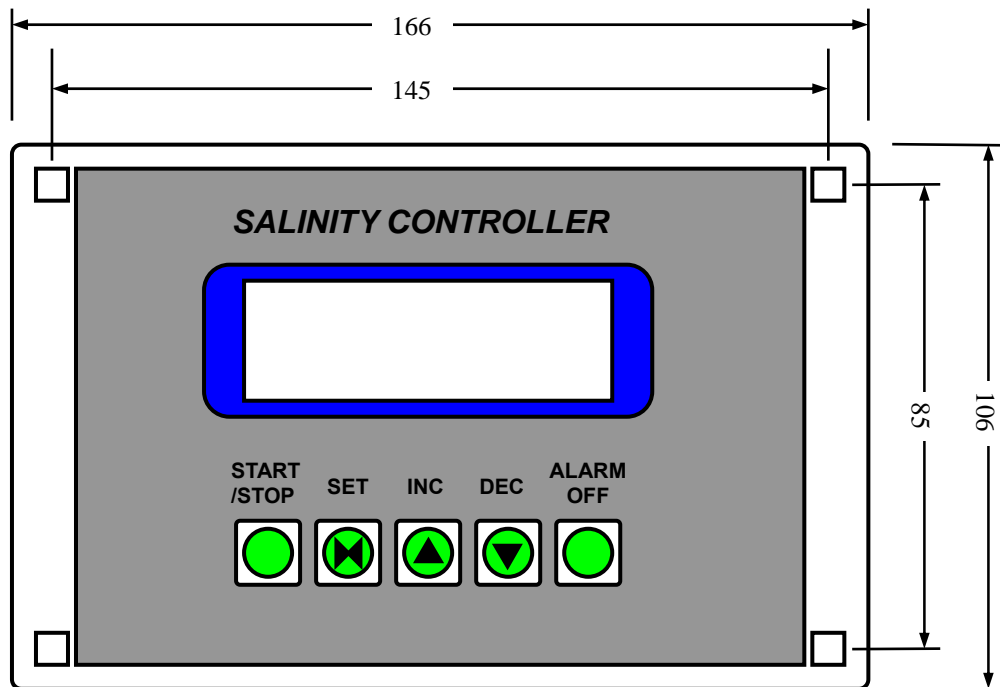 166
145
SALINITY CONTROLLER
85
106
START
/STOP
SET
INC
DEC
ALARM
OFF